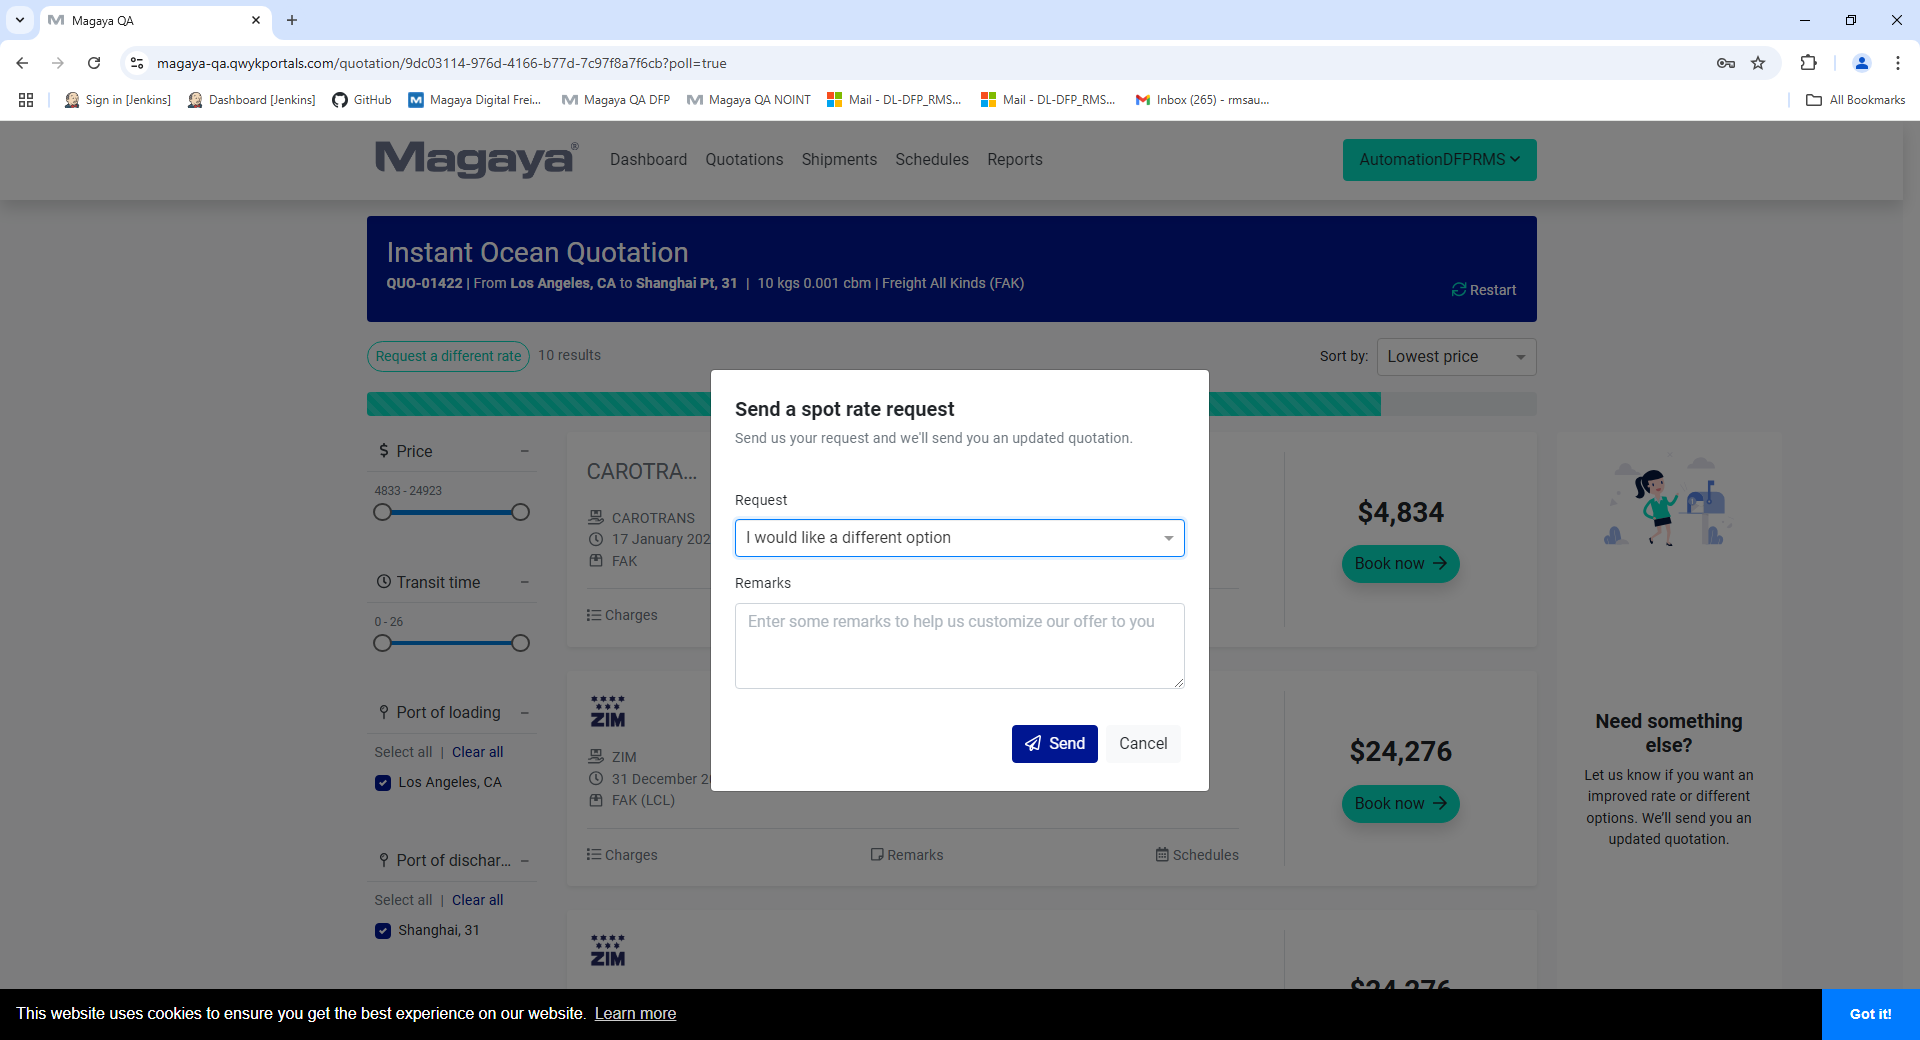 Magaya QA
magaya-qa.qwykportals.com/quotation/9dc03114-976d-4166-b77d-7c97f8a7f6cb?poll=true
Sign in [Jenkins]
Dashboard [Jenkins]
GitHub
Magaya Digital Frei...
Magaya QA DFP
Magaya QA NOINT
Mail - DL-DFP_RMS...
Mail - DL-DFP_RMS...
Inbox (265) - rmsau...
All Bookmarks
Magaya®
Dashboard
Quotations
Shipments
Schedules
Reports
AutomationDFPRMS
Instant Ocean Quotation
QUO-01422 | From Los Angeles, CA to Shanghai Pt, 31 | 10 kgs 0.001 cbm | Freight All Kinds (FAK)
Restart
Request a different rate
10 results
Sort by:
Lowest price
Price
4833 - 24923
Transit time
0 - 26
Port of loading
Select all | Clear all
Los Angeles, CA
Port of dischar...
Select all | Clear all
Shanghai, 31
CAROTRA...
CAROTRANS
17 January 202
FAK
Charges
$4,834
Book now
Send a spot rate request
Send us your request and we'll send you an updated quotation.
Request
I would like a different option
Remarks
Enter some remarks to help us customize our offer to you
Send
Cancel
ZIM
ZIM
31 December 2
FAK (LCL)
Charges
Remarks
Schedules
$24,276
Book now
ZIM
$24,276
Need something
else?
Let us know if you want an
improved rate or different
options. We'll send you an
updated quotation.
This website uses cookies to ensure you get the best experience on our website. Learn more
Got it!